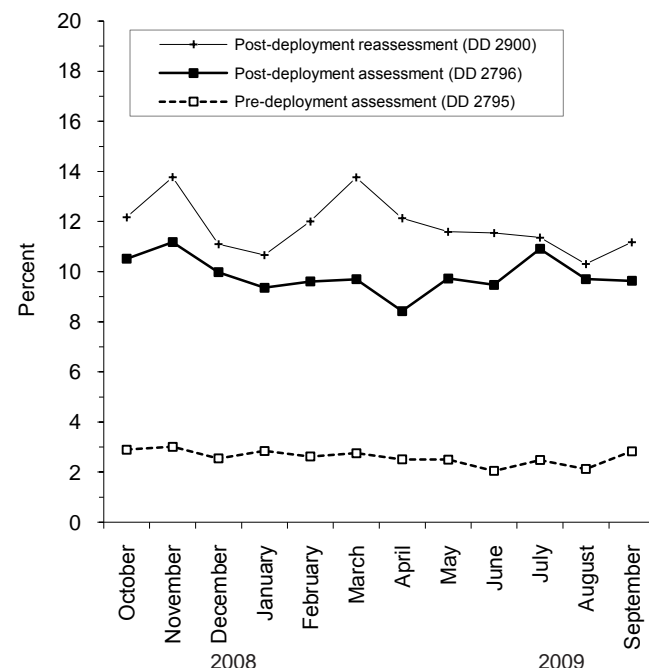 20
18
16
14
12
10
8
6
4
2
0
Percent
Post-deployment reassessment (DD 2900)
Post-deployment assessment (DD 2796)
Pre-deployment assessment (DD 2795)
October
November
December
January
February
March
April
May
June
July
August
September
2008
2009